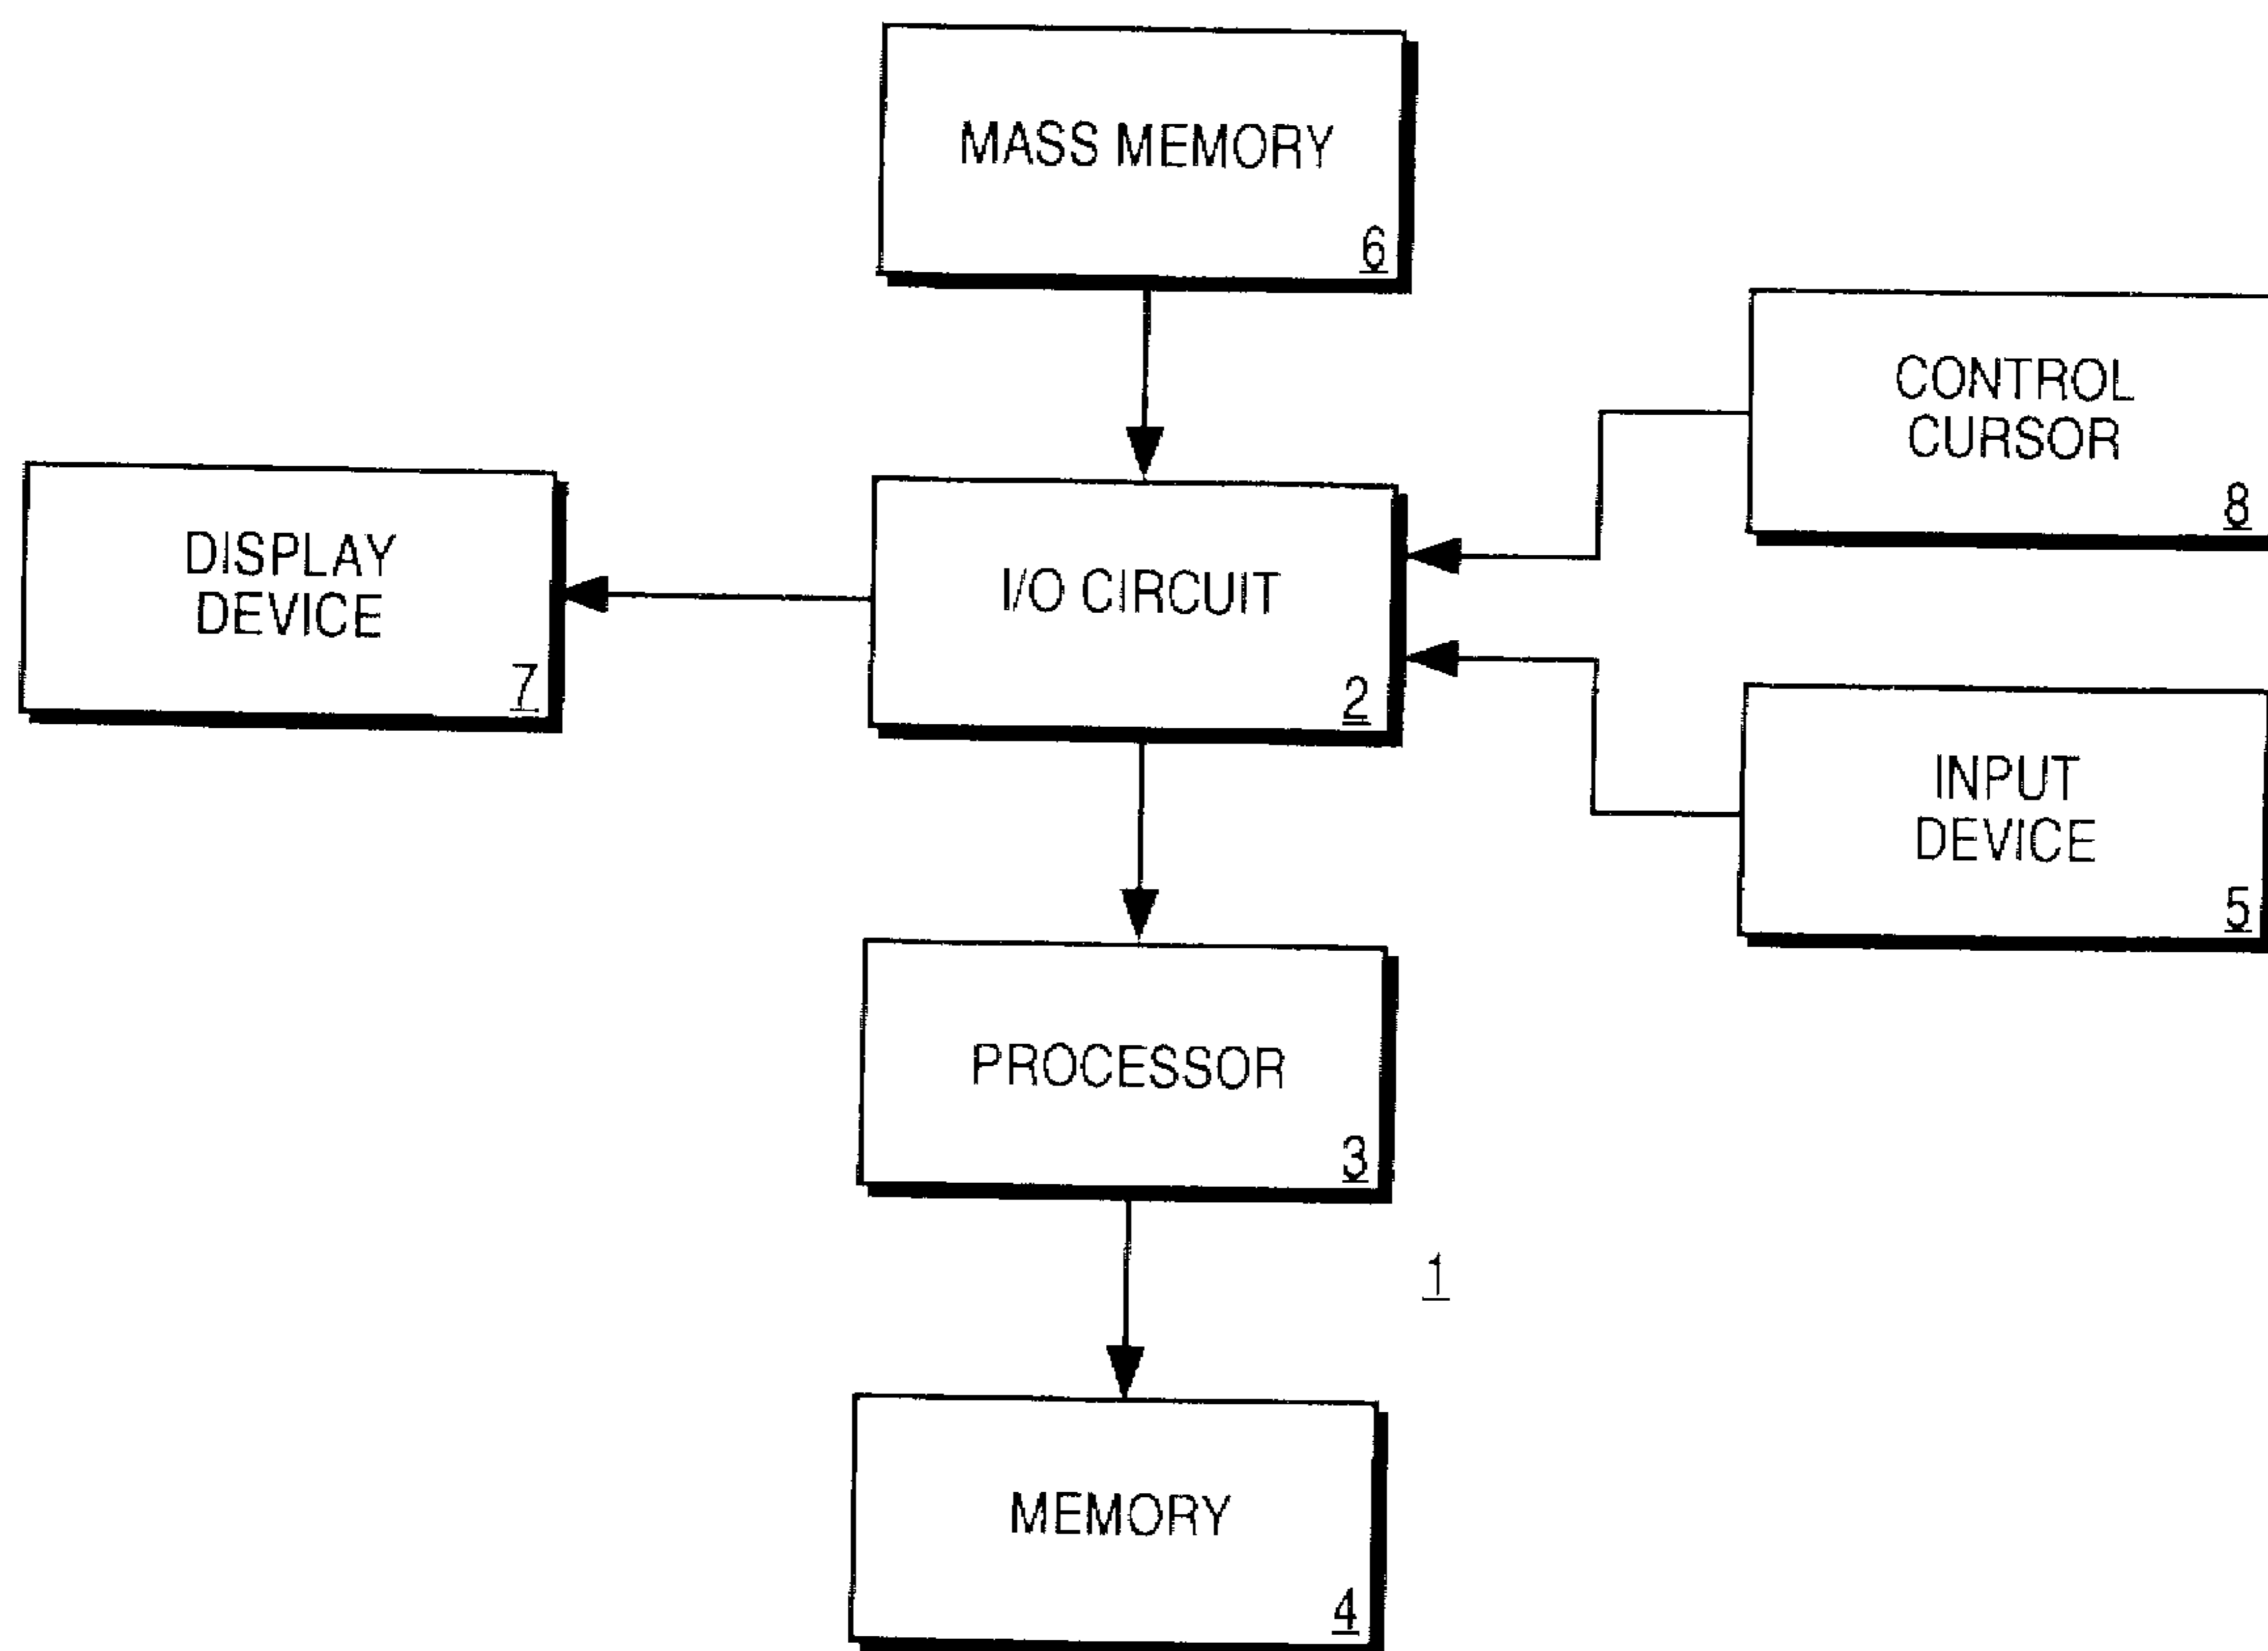 MASS MEMORY
6
CONTROL
CURSOR
8
DISPLAY
DEVICE
7
I/O CIRCUIT
2
INPUT
DEVICE
5
PROCESSOR
3
1
MEMORY
4